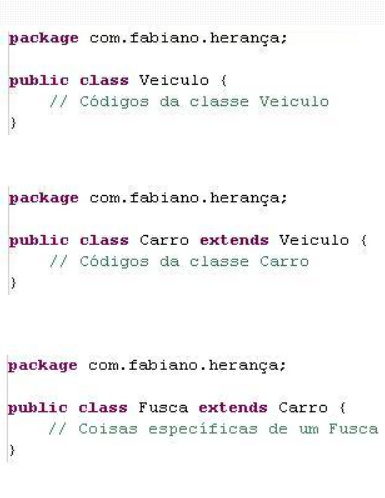 package com.fabiano.herança;
public class Veiculo {
// Códigos da classe Veiculo
}
package com.fabiano.herança;
public class Carro extends Veiculo {
// Códigos da classe Carro
}
package com.fabiano.herança;
public class Fusca extends Carro {
// Coisas específicas de um Fusca
}